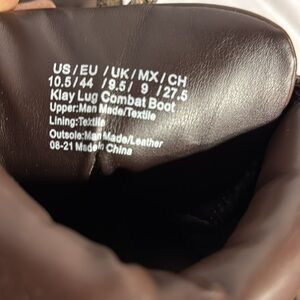 US/EU /UK/MX/CH
10.5/44 /9.5/ 9 /27.5
Klay Lug Combat Boot
Upper:Man Made/Textile
Lining:Textile
Outsole:Man Made/Leather
08-21 Made in China